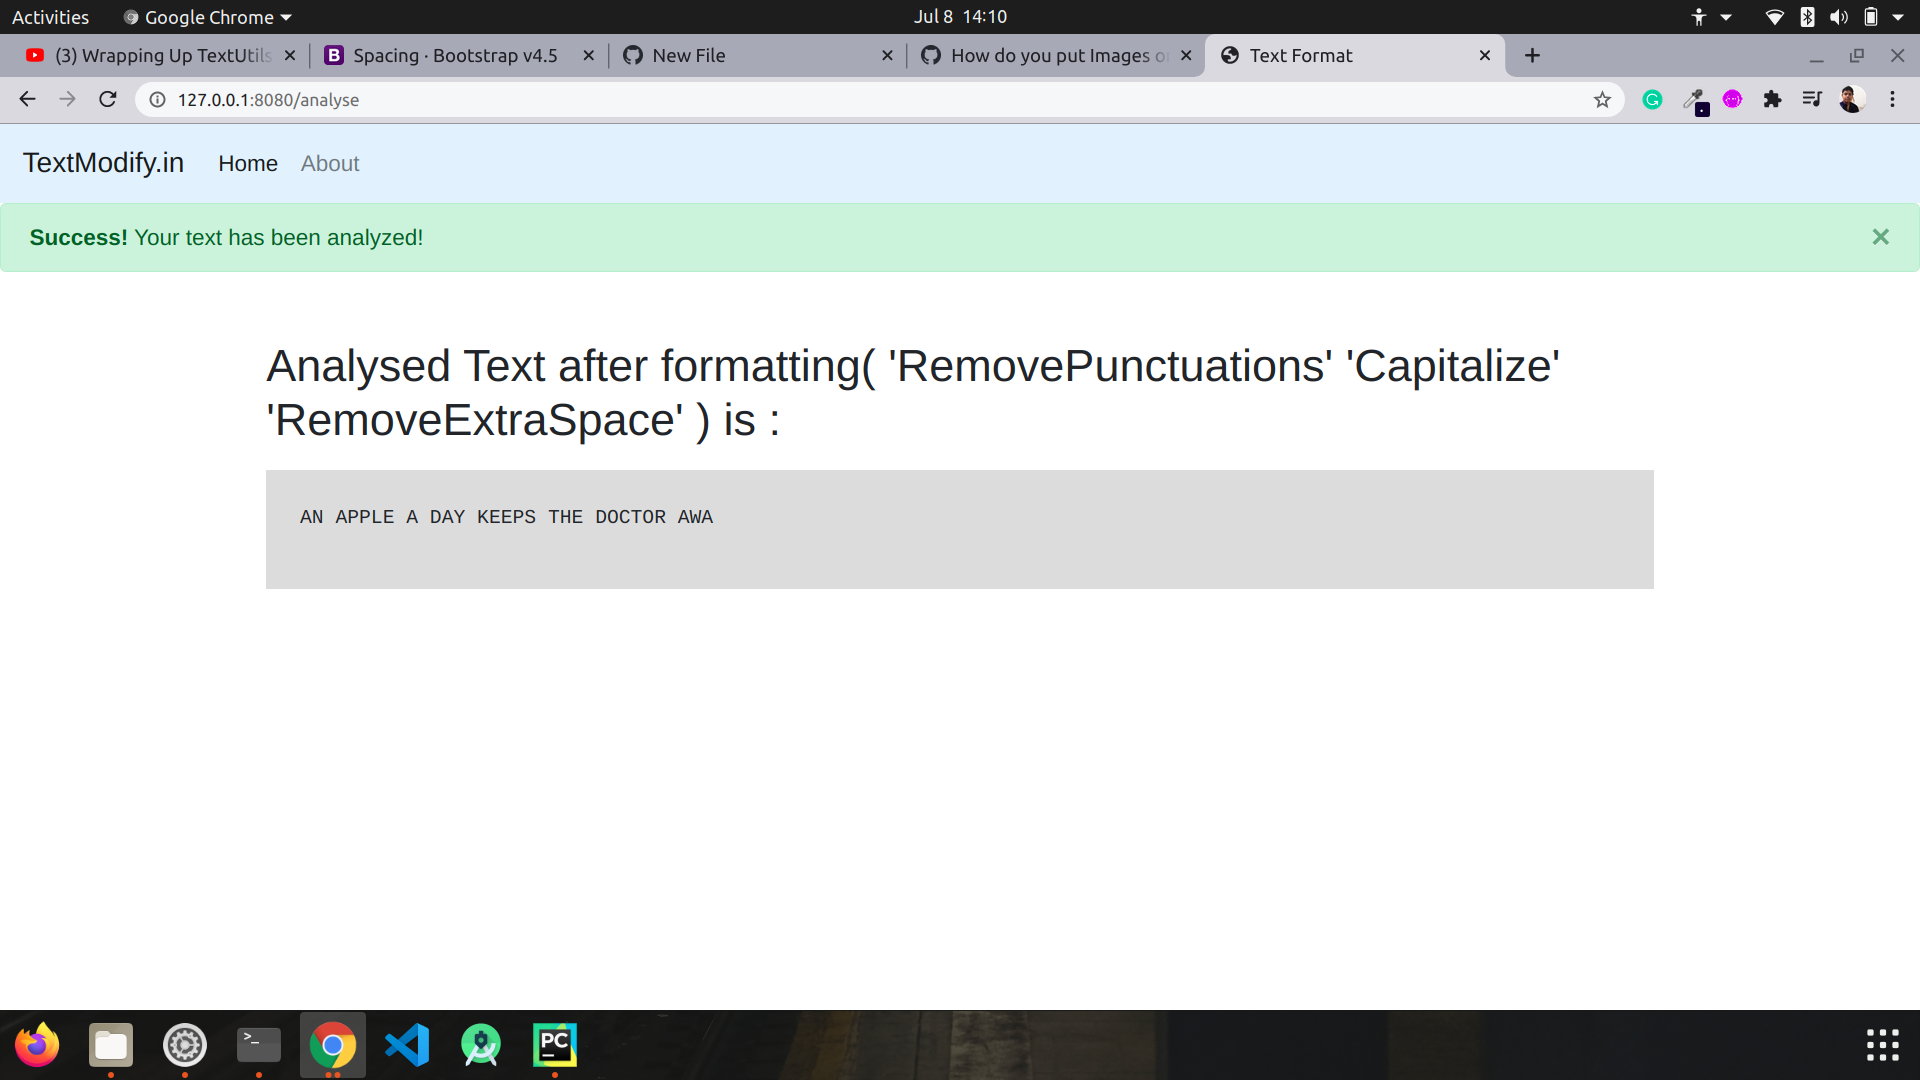 Activities Google Chrome Jul 8 14:10
(3) Wrapping Up TextUtils Spacing · Bootstrap v4.5 New File How do you put Images o Text Format
127.0.0.1:8080/analyse
TextModify.in Home About
Success! Your text has been analyzed! ×
Analysed Text after formatting( 'RemovePunctuations' 'Capitalize'
'RemoveExtraSpace' ) is :
AN APPLE A DAY KEEPS THE DOCTOR AWA
>_ PC